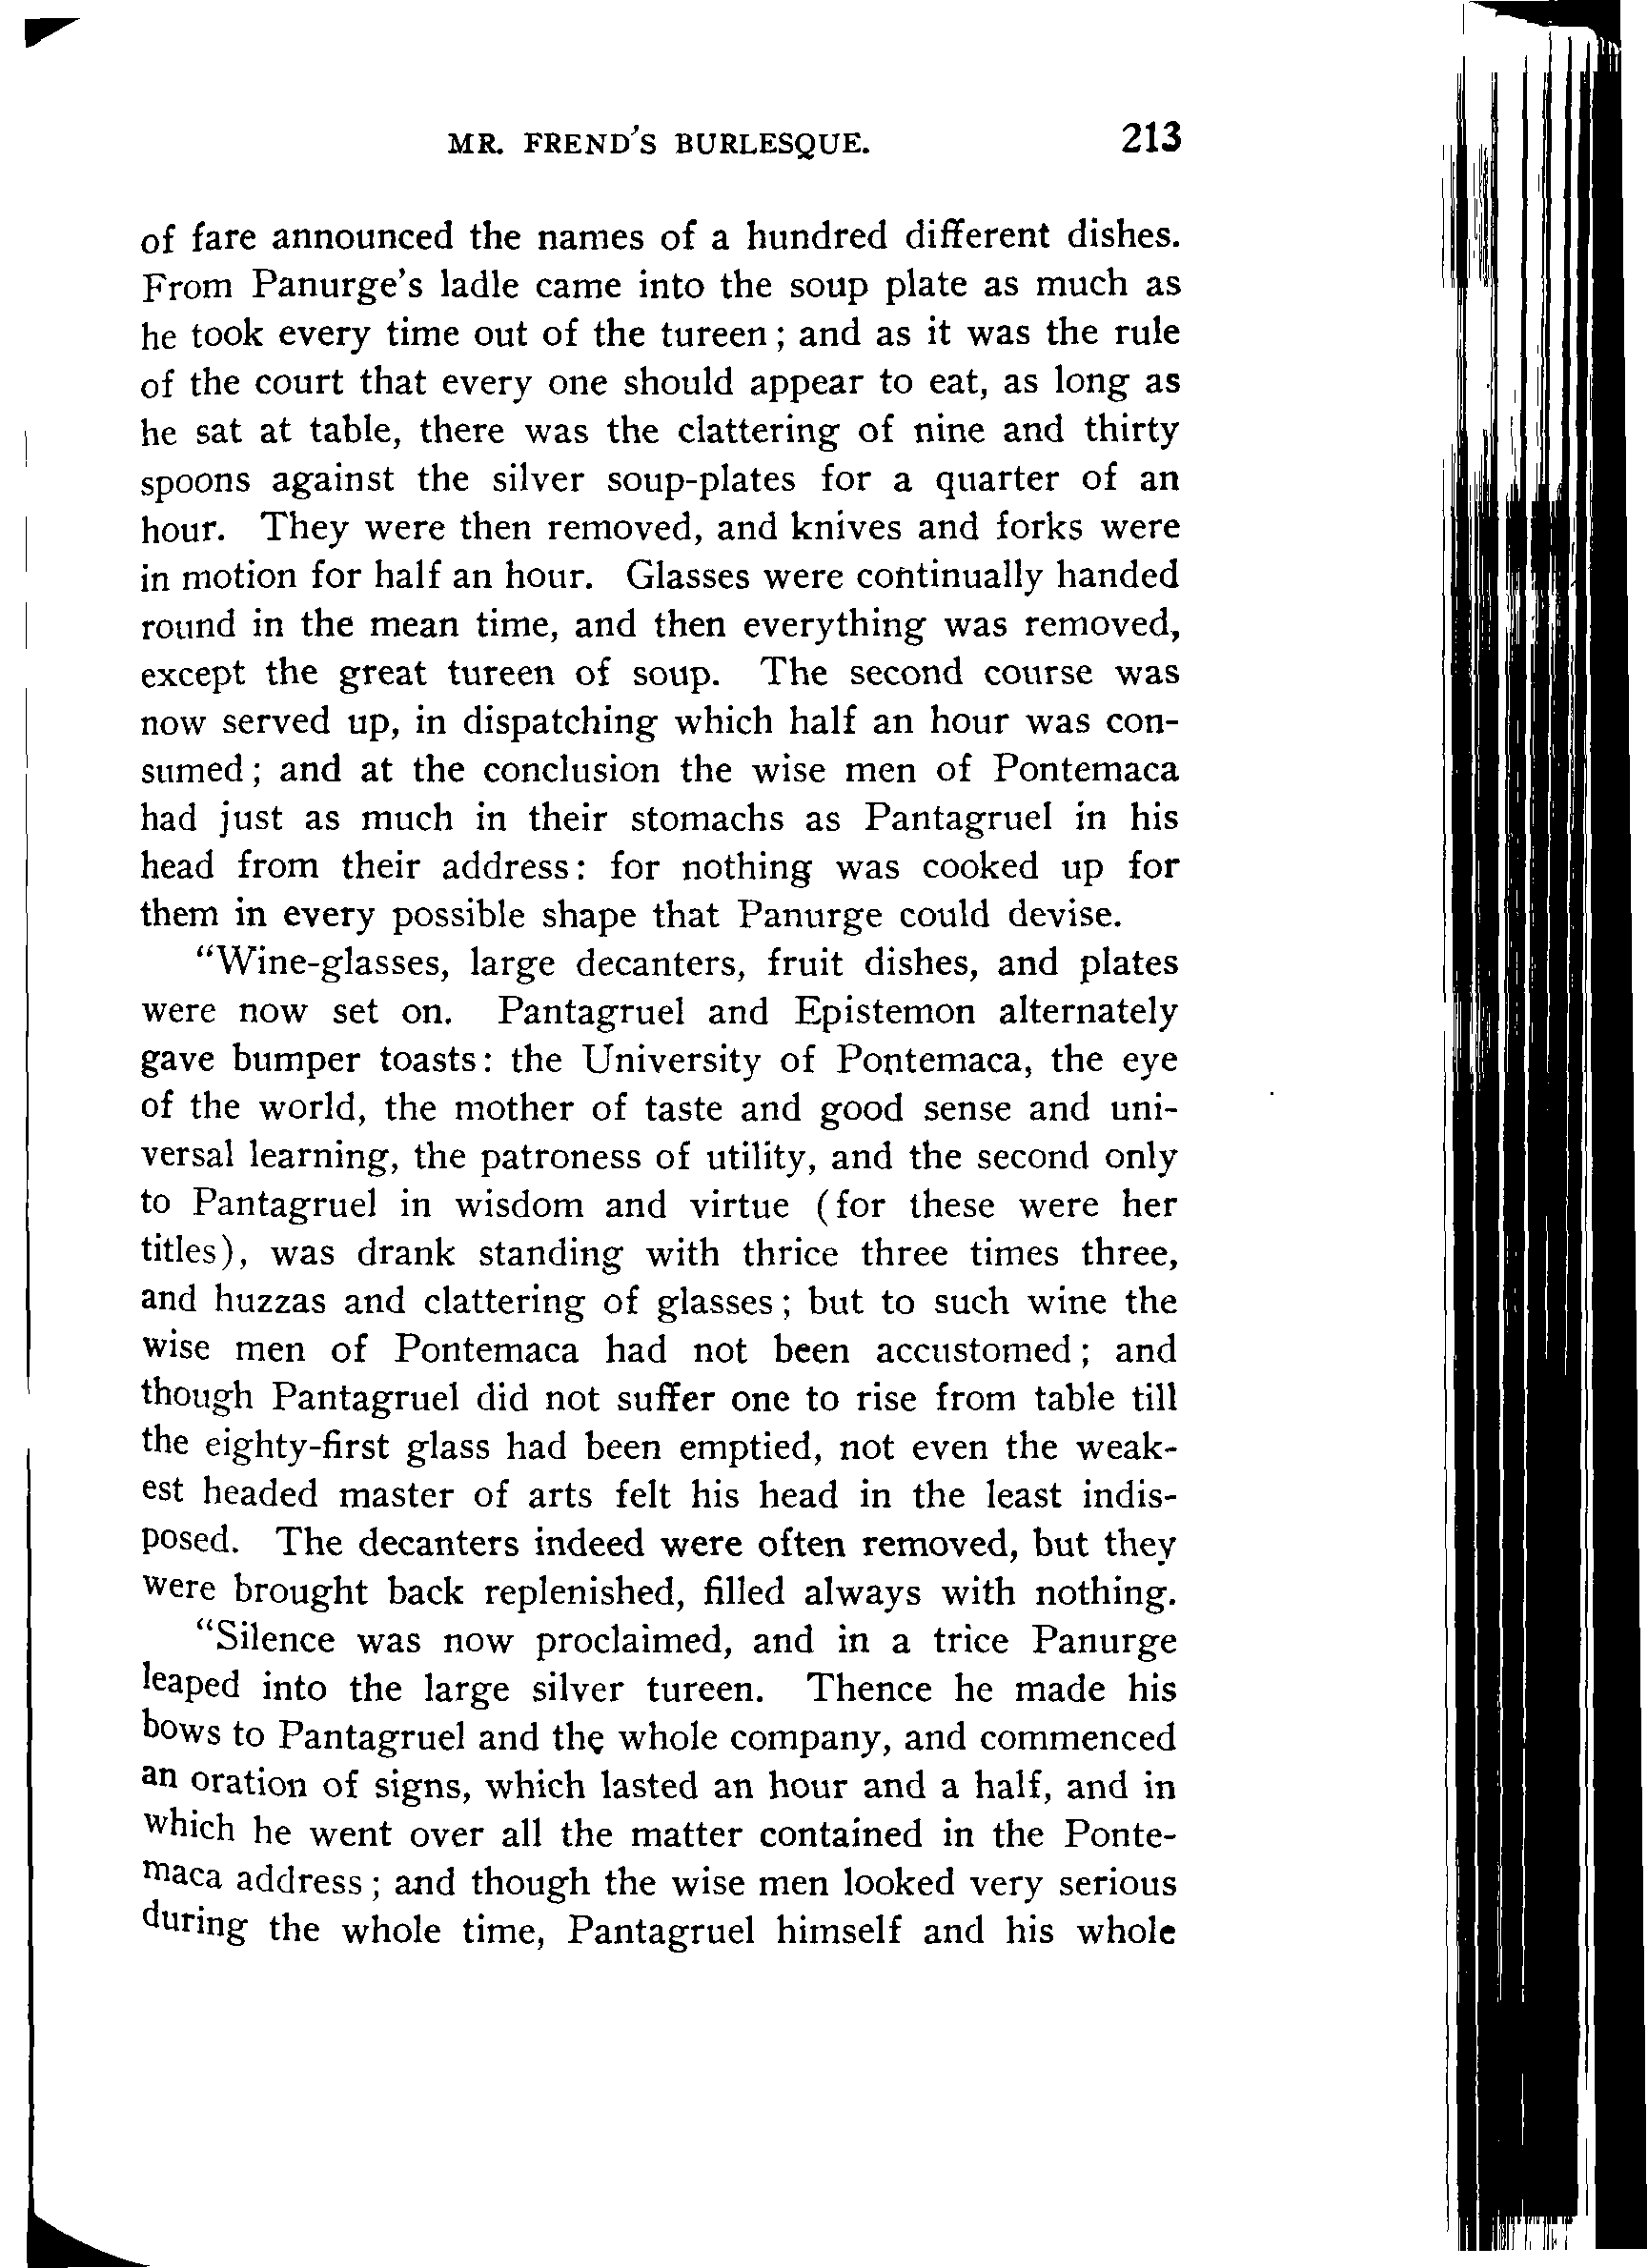 MR. FREND'S BURLESQUE. 213
of fare announced the names of a hundred different dishes.
From Panurge's ladle came into the soup plate as much as
he took every time out of the tureen; and as it was the rule
of the court that every one should appear to eat, as long as
he sat at table, there was the clattering of nine and thirty
spoons against the silver soup-plates for a quarter of an
hour. They were then removed, and knives and forks were
in motion for half an hour. Glasses were continually handed
round in the mean time, and then everything was removed,
except the great tureen of soup. The second course was
now served up, in dispatching which half an hour was con-
sumed; and at the conclusion the wise men of Pontemaca
had just as much in their stomachs as Pantagruel in his
head from their address: for nothing was cooked up for
them in every possible shape that Panurge could devise.
"Wine-glasses, large decanters, fruit dishes, and plates
were now set on. Pantagruel and Epistemon alternately
gave bumper toasts: the University of Pontemaca, the eye
of the world, the mother of taste and good sense and uni-
versal learning, the patroness of utility, and the second only
to Pantagruel in wisdom and virtue (for these were her
titles), was drank standing with thrice three times three,
and huzzas and clattering of glasses; but to such wine the
wise men of Pontemaca had not been accustomed; and
though Pantagruel did not suffer one to rise from table till
the eighty-first glass had been emptied, not even the weak-
est headed master of arts felt his head in the least indis-
posed. The decanters indeed were often removed, but they
were brought back replenished, filled always with nothing.
"Silence was now proclaimed, and in a trice Panurge
leaped into the large silver tureen. Thence he made his
bows to Pantagruel and the whole company, and commenced
an oration of signs, which lasted an hour and a half, and in
which he went over all the matter contained in the Ponte-
maca address; and though the wise men looked very serious
during the whole time, Pantagruel himself and his whole